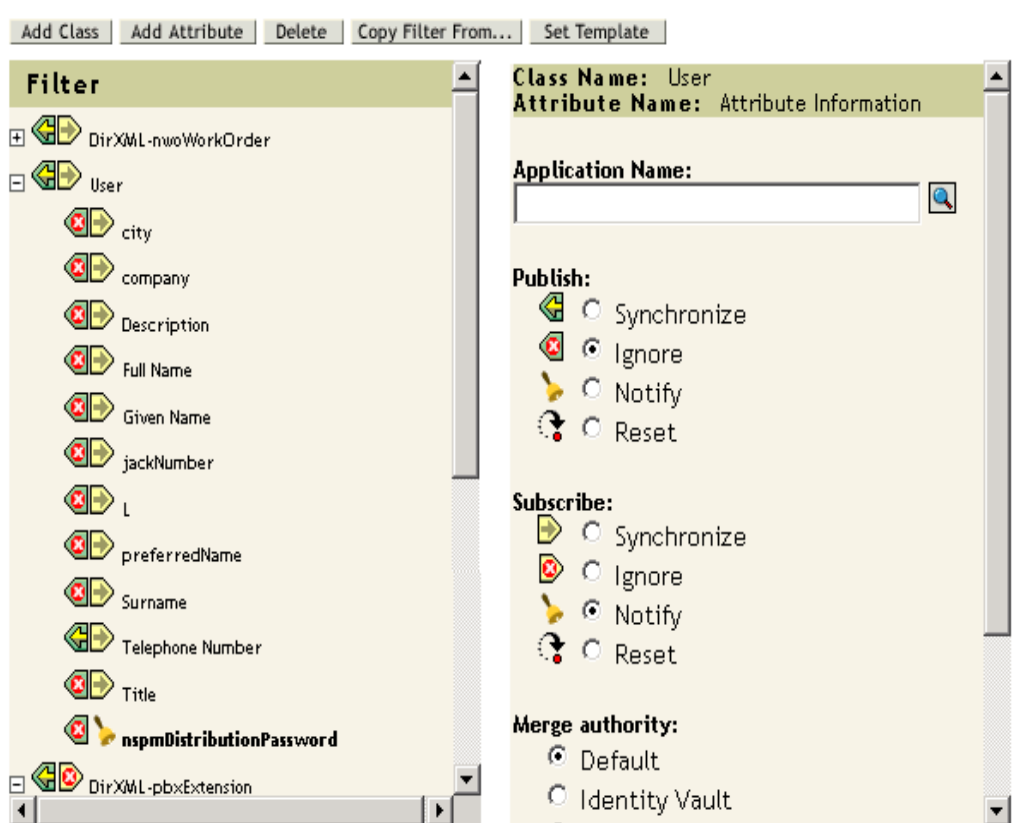 Add Class Add Attribute Delete Copy Filter From... Set Template
Filter
DirXML-nwoWorkOrder
User
city
company
Description
Full Name
Given Name
jackNumber
L
preferredName
Surname
Telephone Number
Title
nspmDistributionPassword
DirXML-pbxExtension
Class Name: User
Attribute Name: Attribute Information
Application Name:
Publish:
Synchronize
Ignore
Notify
Reset
Subscribe:
Synchronize
Ignore
Notify
Reset
Merge authority:
Default
Identity Vault